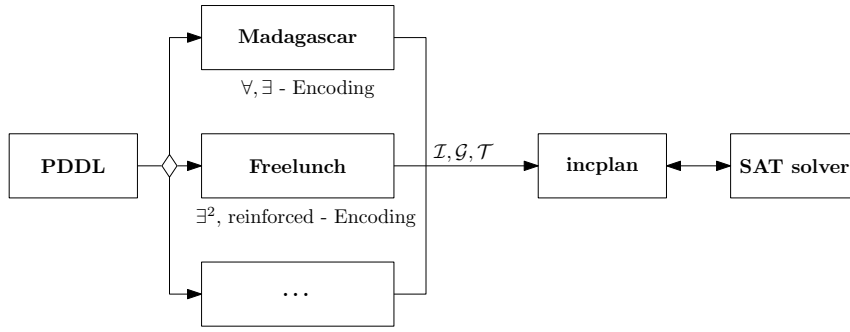 Madagascar
∀, ∃ - Encoding
PDDL
Freelunch
ℐ, 𝒢, 𝒯
incplan
SAT solver
∃², reinforced - Encoding
...